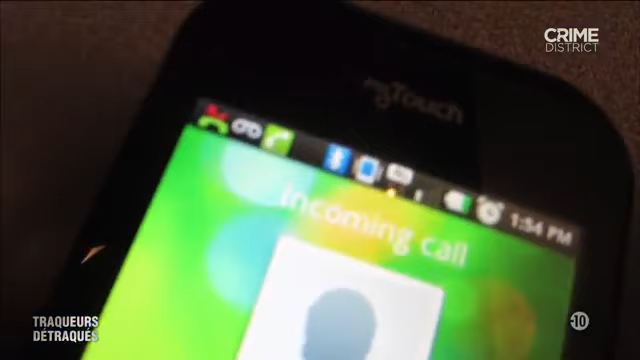 CRIME
DISTRICT
myTouch
1:34 PM
Incoming call
TRAQUEURS
DÉTRAQUÉS
-10